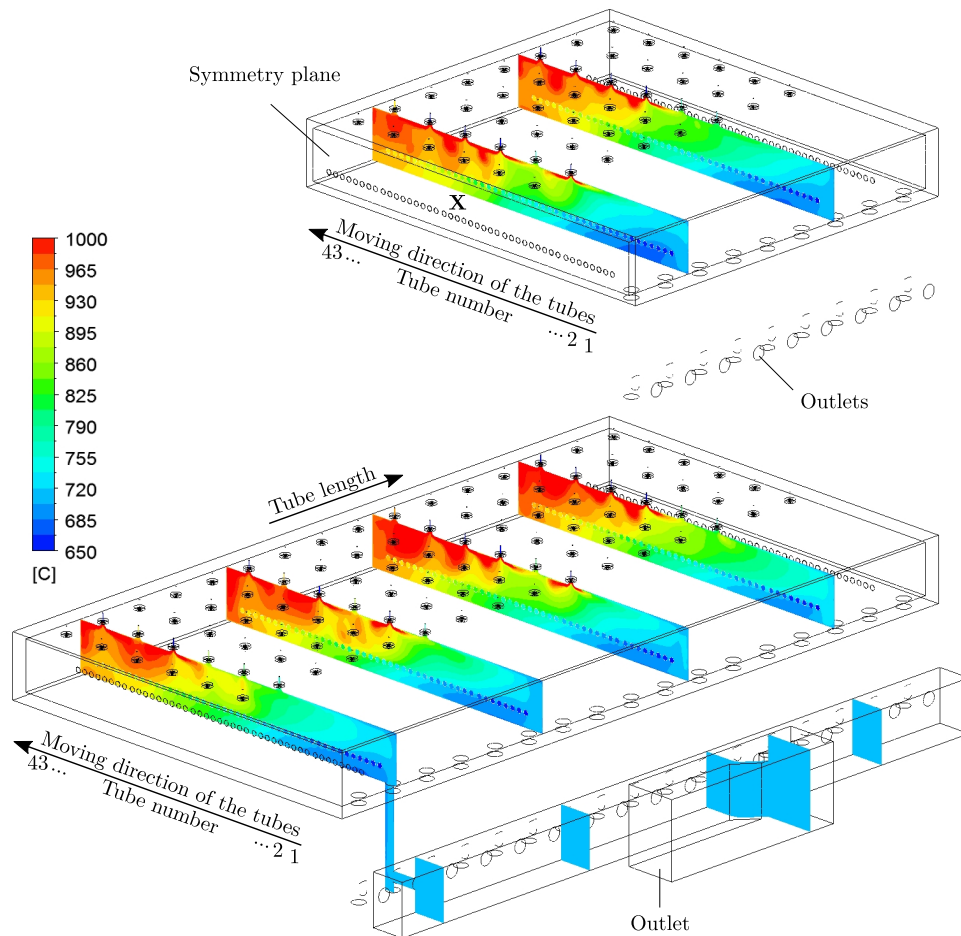 Symmetry plane
X
Moving direction of the tubes
43... Tube number ...2 1
Outlets
1000
965
930
895
860
825
790
755
720
685
650
[C]
Tube length
Moving direction of the tubes
43... Tube number ...2 1
Outlet